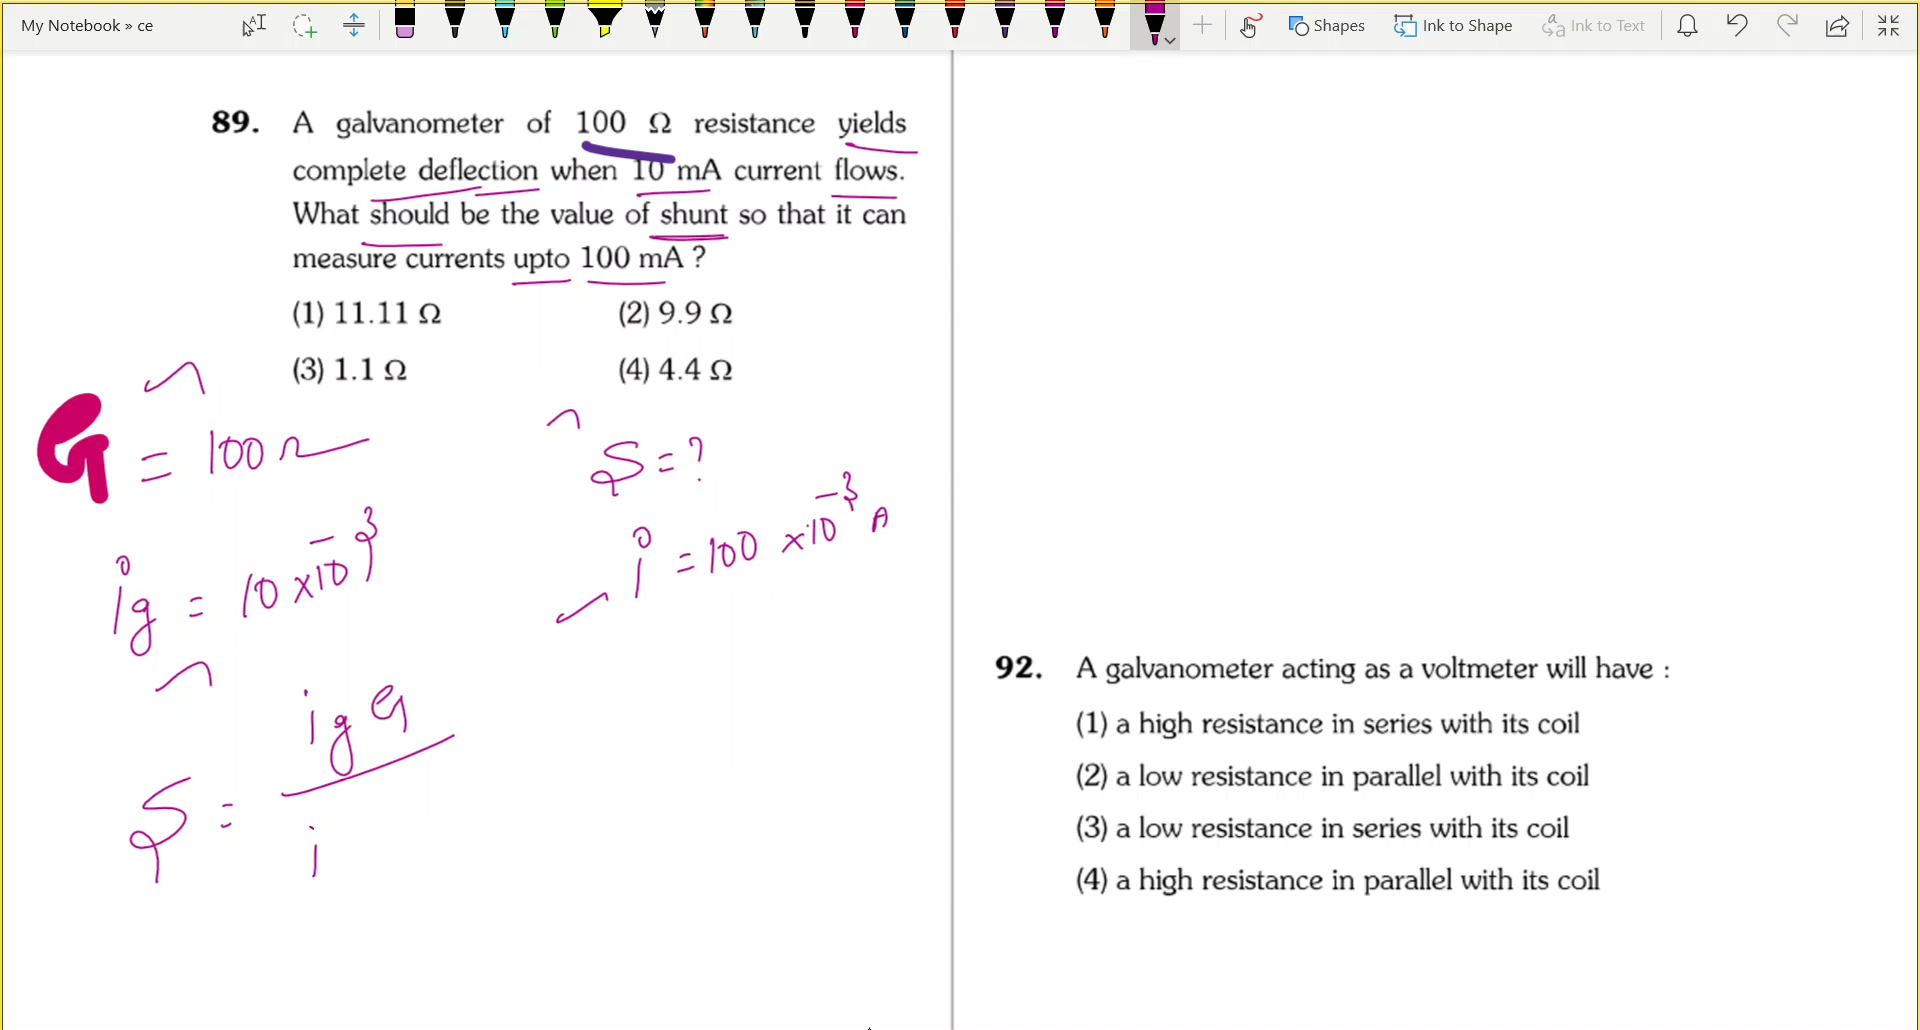 My Notebook » ce
Shapes
Ink to Shape
Ink to Text
89. A galvanometer of 100 Ω resistance yields
complete deflection when 10 mA current flows.
What should be the value of shunt so that it can
measure currents upto 100 mA ?
(1) 11.11 Ω (2) 9.9 Ω
(3) 1.1 Ω (4) 4.4 Ω
G = 100 Ω
S = ?
ig = 10 × 10⁻³
i = 100 × 10⁻³ A
S = ig G
i
92. A galvanometer acting as a voltmeter will have :
(1) a high resistance in series with its coil
(2) a low resistance in parallel with its coil
(3) a low resistance in series with its coil
(4) a high resistance in parallel with its coil